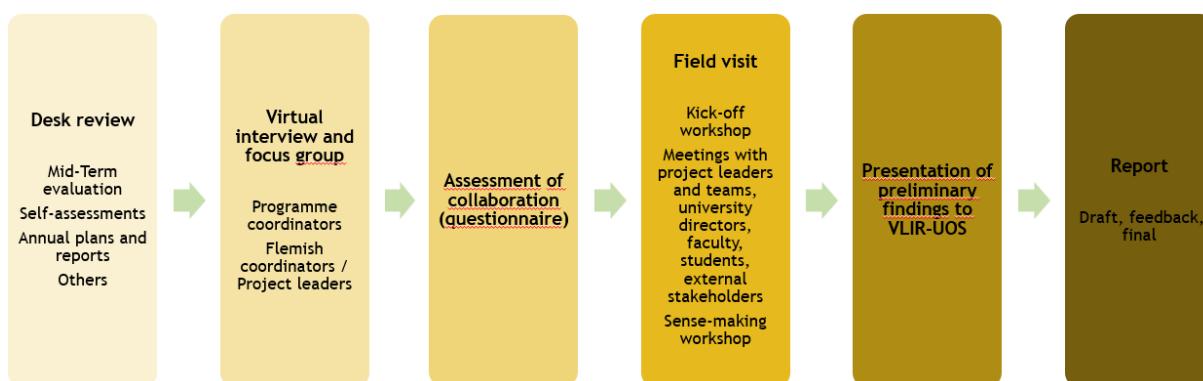 Desk review
Mid-Term
evaluation
Self-assessments
Annual plans and
reports
Others
Virtual
interview and
focus group
Programme
coordinators
Flemish
coordinators /
Project leaders
Assessment of
collaboration
(questionnaire)
Field visit
Kick-off
workshop
Meetings with
project leaders
and teams,
university
directors,
faculty,
students,
external
stakeholders
Sense-making
workshop
Presentation of
preliminary
findings to
VLIR-UOS
Report
Draft, feedback,
final